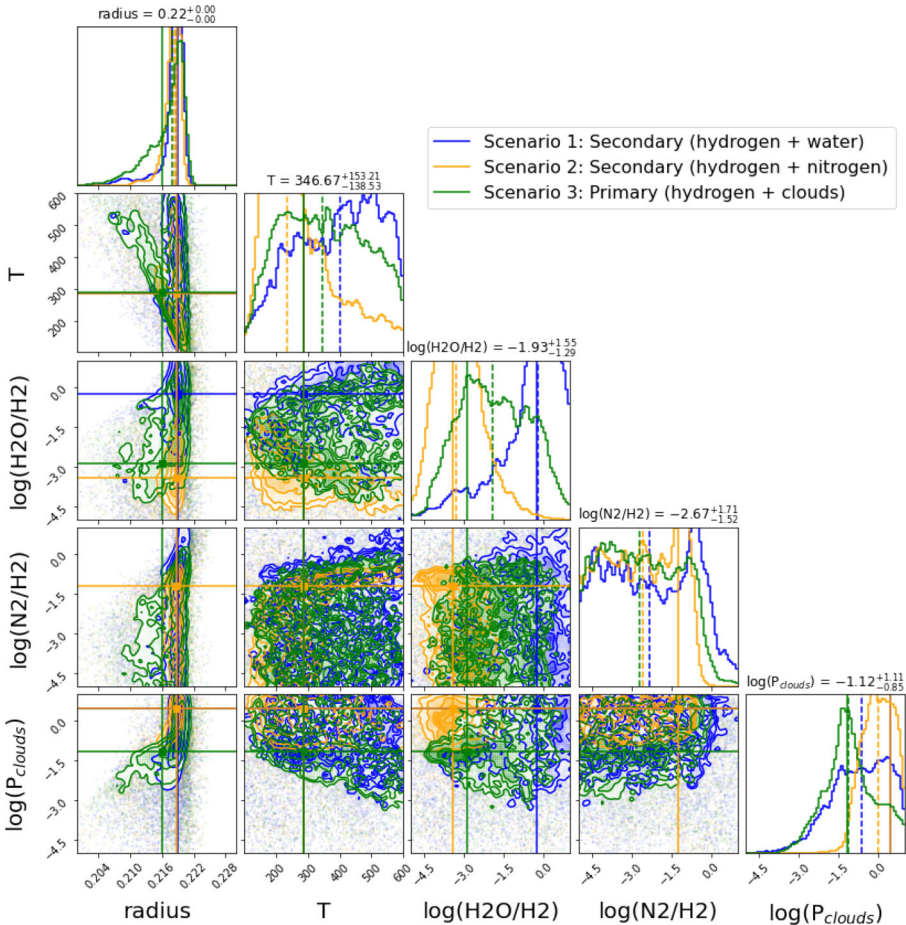 radius = 0.22^{+0.00}_{-0.00}
Scenario 1: Secondary (hydrogen + water)
Scenario 2: Secondary (hydrogen + nitrogen)
Scenario 3: Primary (hydrogen + clouds)
T = 346.67^{+153.21}_{-138.53}
T
600
500
400
300
200
log(H2O/H2) = −1.93^{+1.55}_{-1.29}
log(H2O/H2)
0.0
−1.5
−3.0
−4.5
log(N2/H2) = −2.67^{+1.71}_{-1.52}
log(N2/H2)
0.0
−1.5
−3.0
−4.5
log(P_{clouds}) = −1.12^{+1.11}_{-0.85}
log(P_{clouds})
0.0
−1.5
−3.0
−4.5
0.204 0.210 0.216 0.222 0.228
200 300 400 500 600
−4.5 −3.0 −1.5 0.0
−4.5 −3.0 −1.5 0.0
−4.5 −3.0 −1.5 0.0
radius T log(H2O/H2) log(N2/H2) log(P_{clouds})